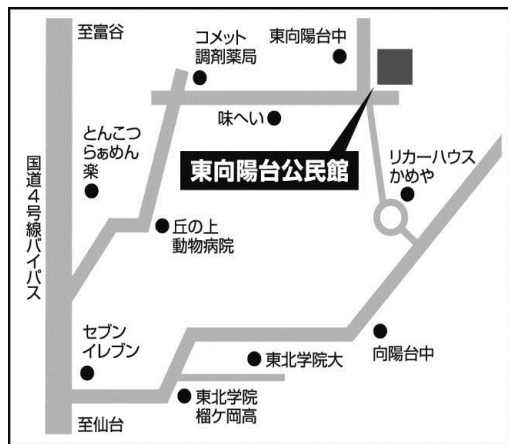 至富谷
コメット
調剤薬局
東向陽台中
味へい
とんこつ
らぁめん
楽
東向陽台公民館
リカーハウス
かめや
国道4号線バイパス
丘の上
動物病院
セブン
イレブン
東北学院大
向陽台中
東北学院
榴ケ岡高
至仙台